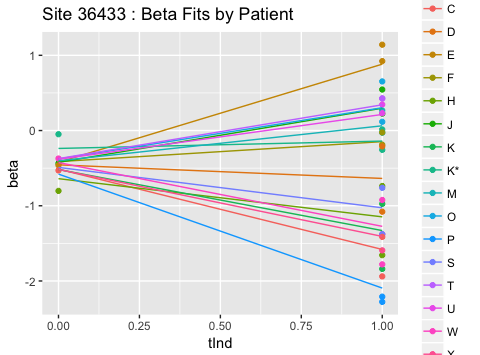 Site 36433 : Beta Fits by Patient
beta
1
0
-1
-2
0.00
0.25
0.50
0.75
1.00
tInd
C
D
E
F
H
J
K
K*
M
O
P
S
T
U
W